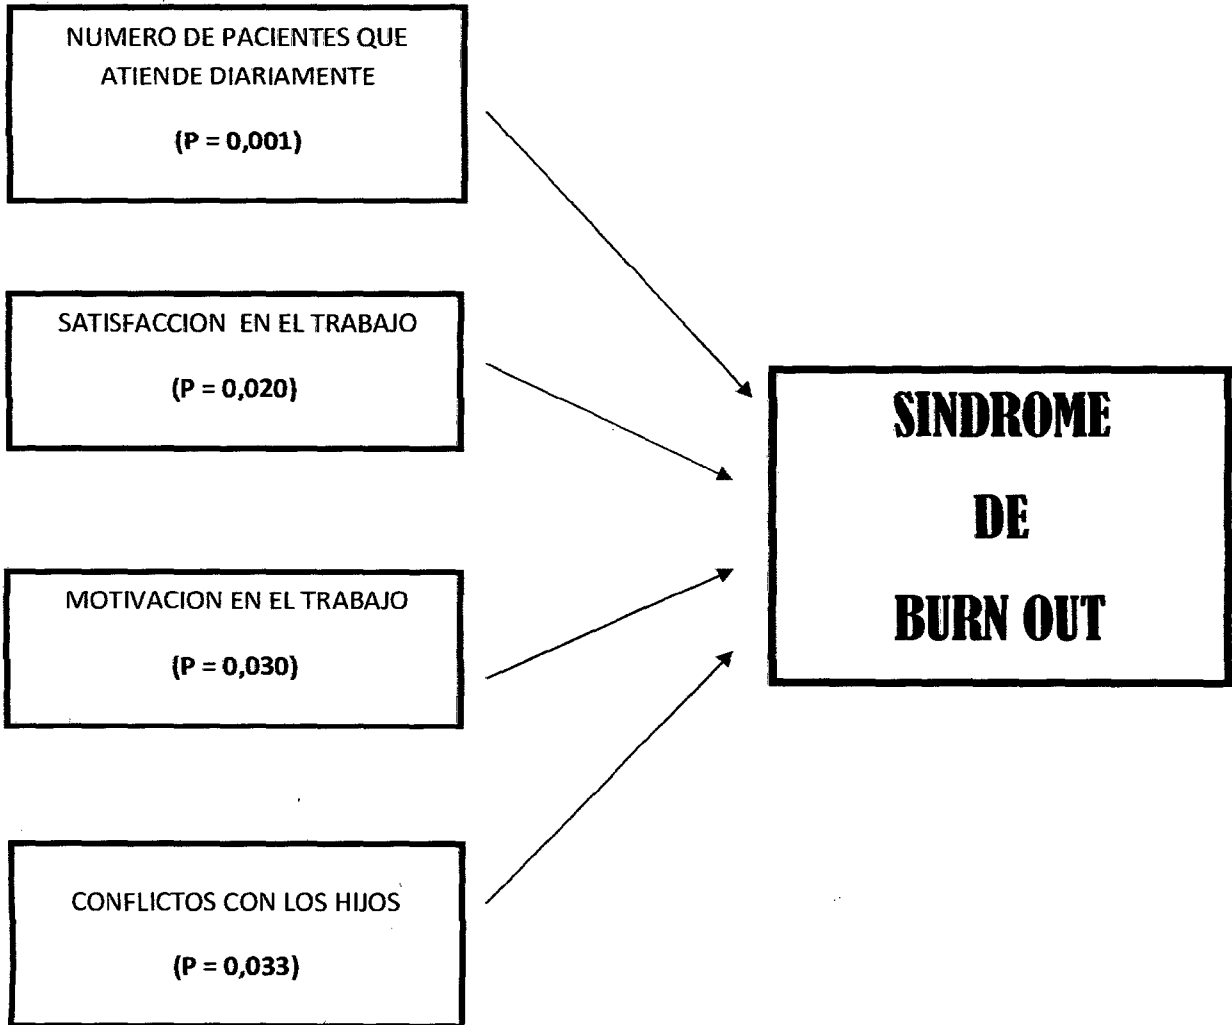 NUMERO DE PACIENTES QUE
ATIENDE DIARIAMENTE
(P = 0,001)
SATISFACCION EN EL TRABAJO
(P = 0,020)
MOTIVACION EN EL TRABAJO
(P = 0,030)
CONFLICTOS CON LOS HIJOS
(P = 0,033)
SINDROME
DE
BURN OUT